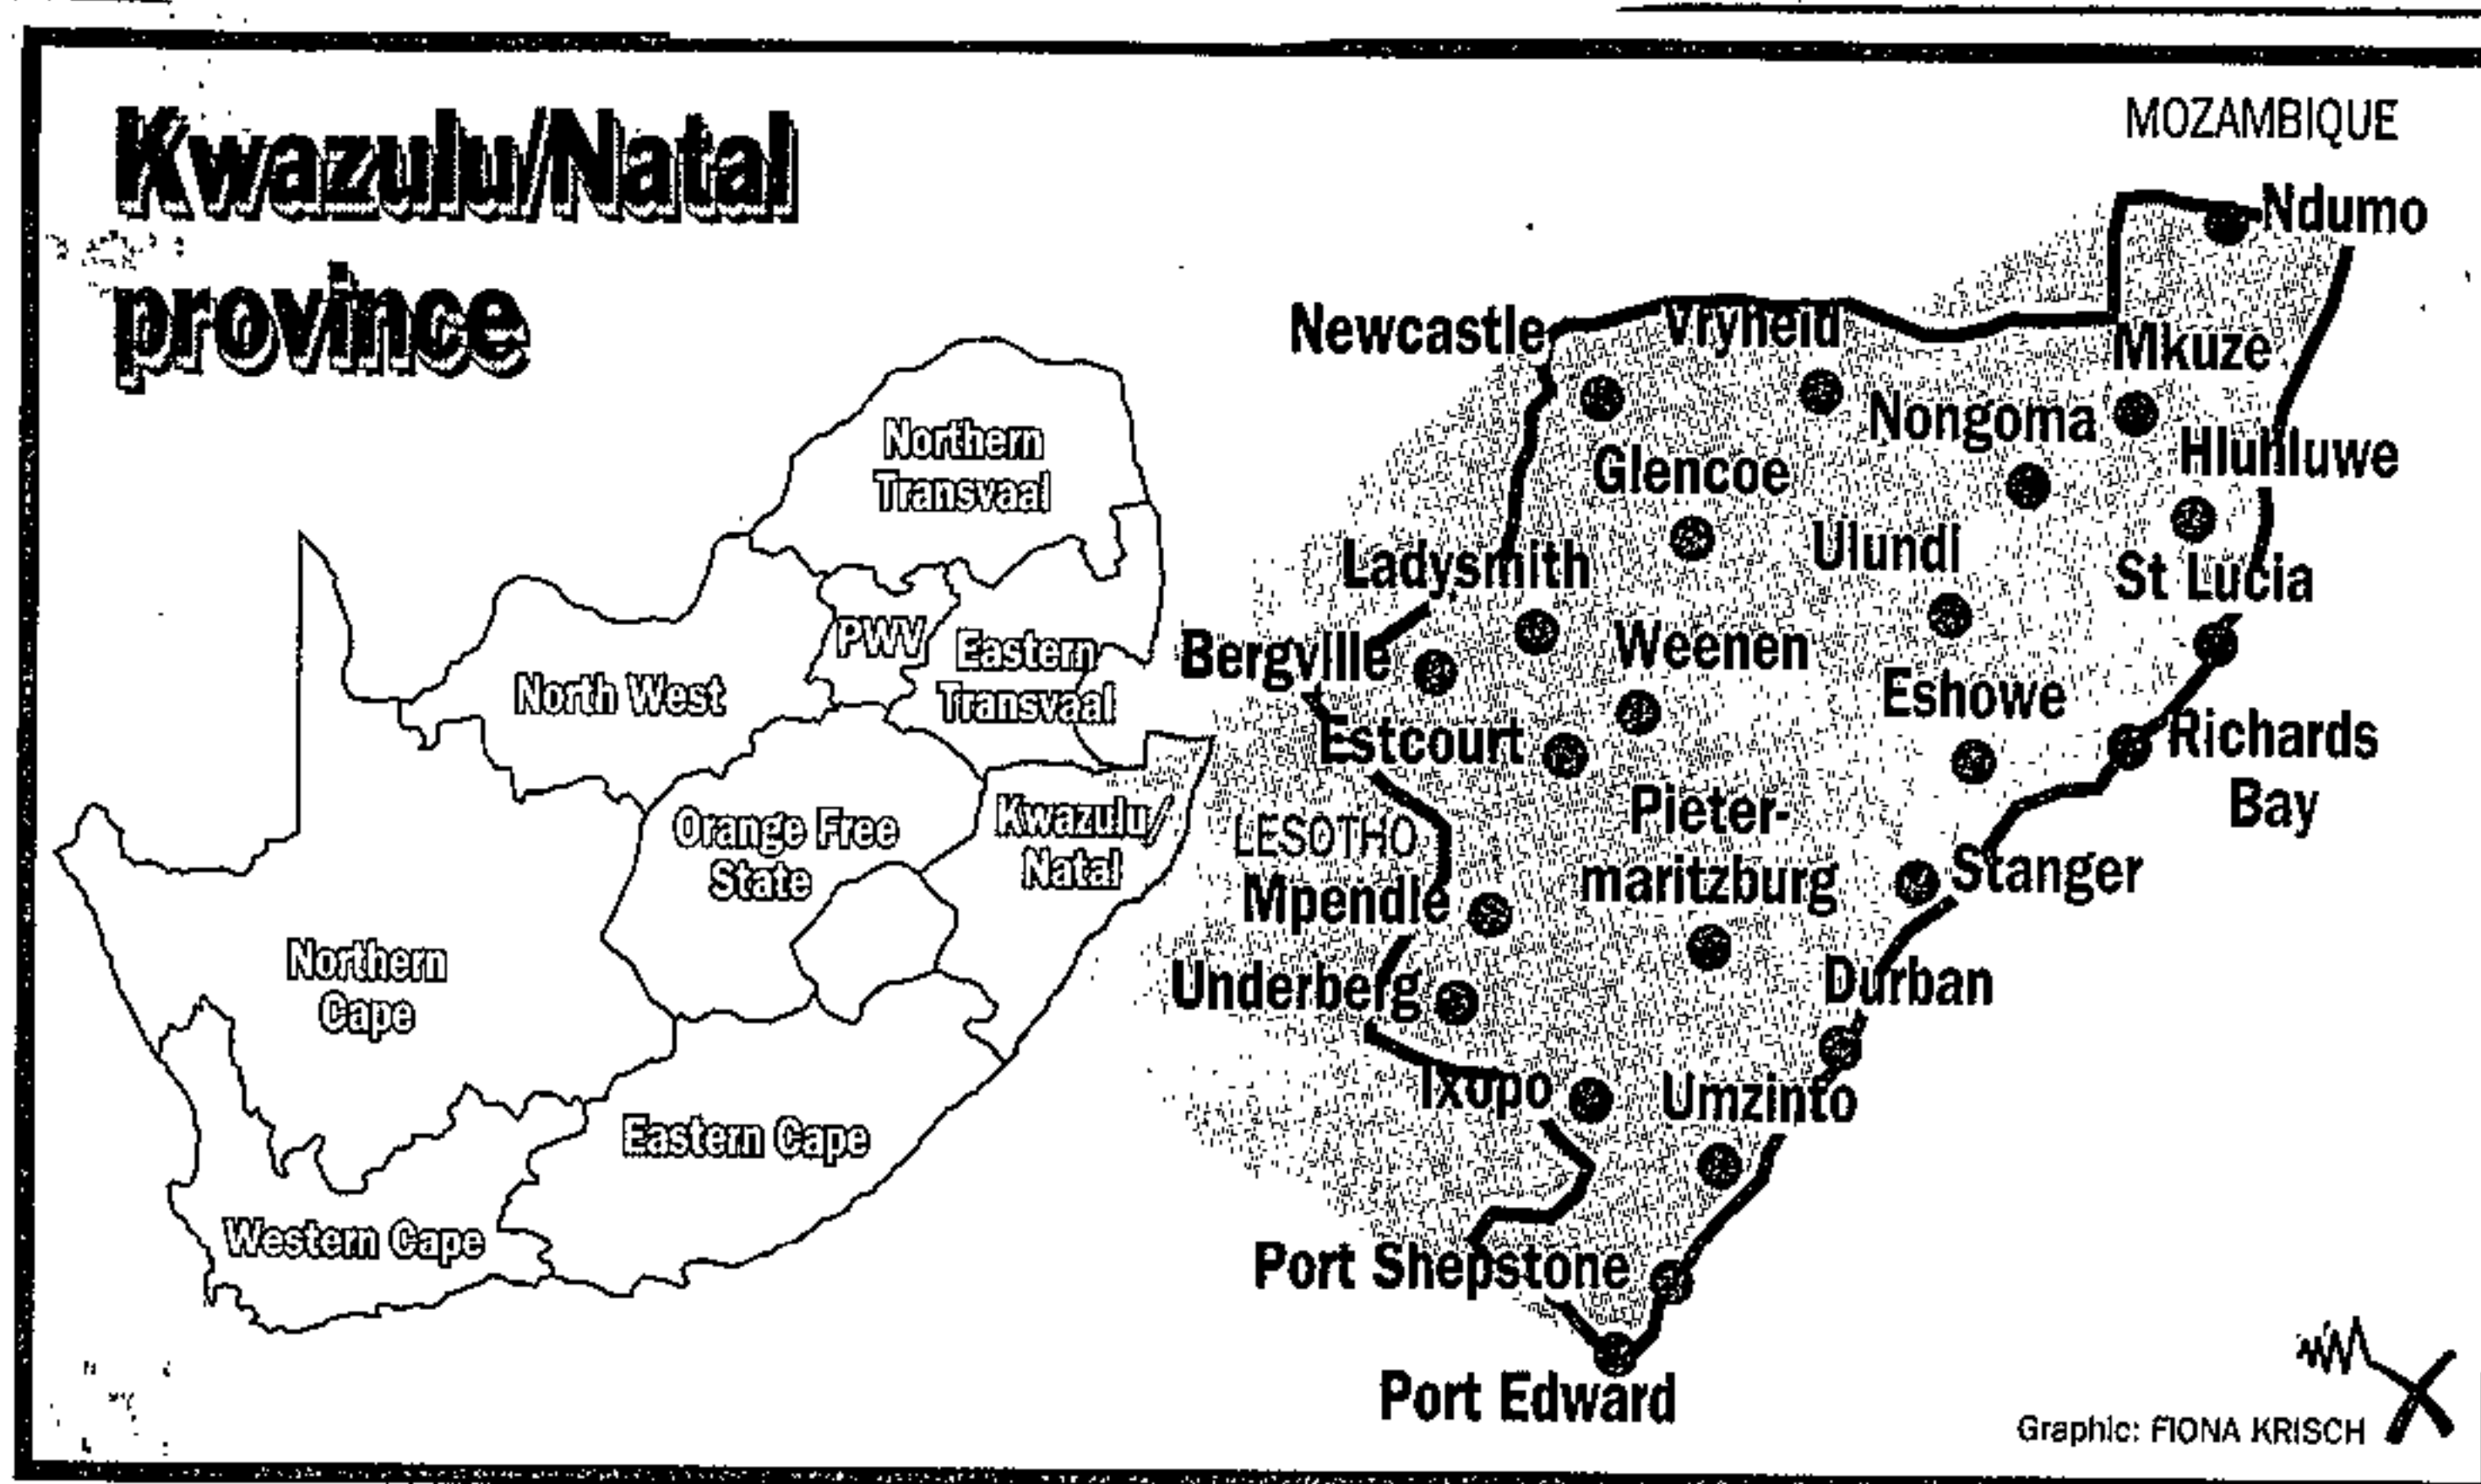 Kwazulu/Natal
province
Northern
Transvaal
PWV
Eastern
Transvaal
North West
Orange Free
State
Kwazulu/
Natal
Northern
Cape
Eastern Cape
Western Cape
MOZAMBIQUE
Ndumo
Newcastle
Vryheid
Mkuze
Nongoma
Hluhluwe
Glencoe
Ulundi
Ladysmith
St Lucia
Bergville
Weenen
Eshowe
Estcourt
Richards
Bay
Pieter-
maritzburg
LESOTHO
Stanger
Mpendle
Durban
Underberg
Ixopo
Umzinto
Port Shepstone
Port Edward
Graphic: FIONA KRISCH